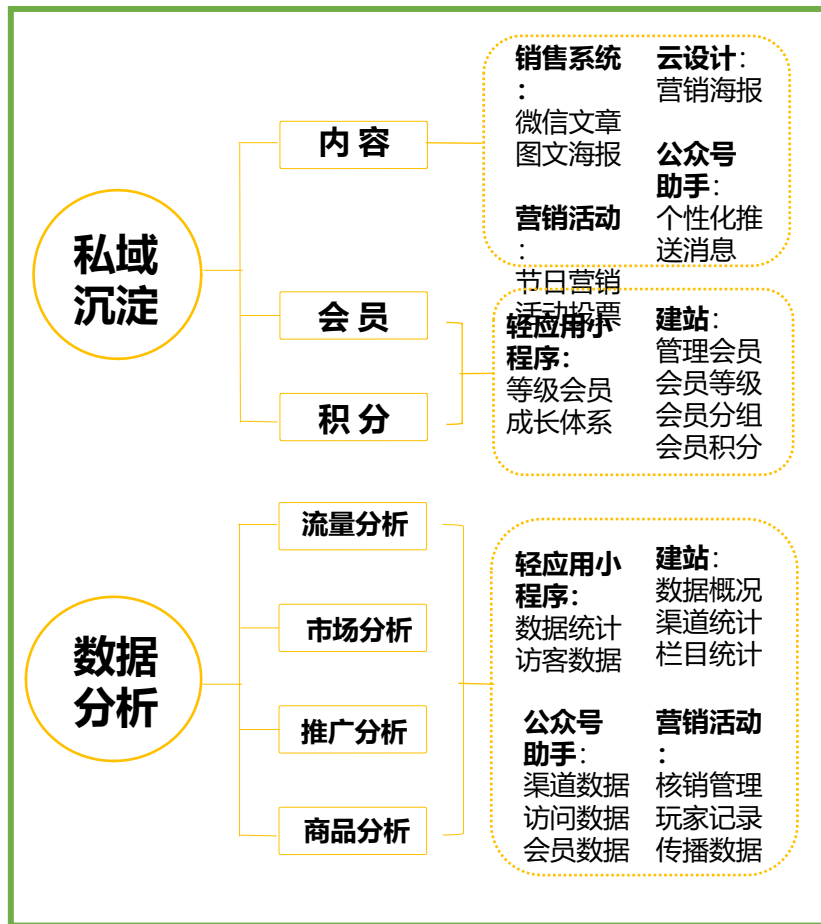 私域
沉淀
内 容
会 员
积 分
销售系统
：
微信文章
图文海报
营销活动
：
节日营销
活动投票
云设计：
营销海报
公众号
助手：
个性化推
送消息
轻应用小
程序：
等级会员
成长体系
建站：
管理会员
会员等级
会员分组
会员积分
数据
分析
流量分析
市场分析
推广分析
商品分析
轻应用小
程序：
数据统计
访客数据
建站：
数据概况
渠道统计
栏目统计
公众号
助手：
渠道数据
访问数据
会员数据
营销活动
：
核销管理
玩家记录
传播数据